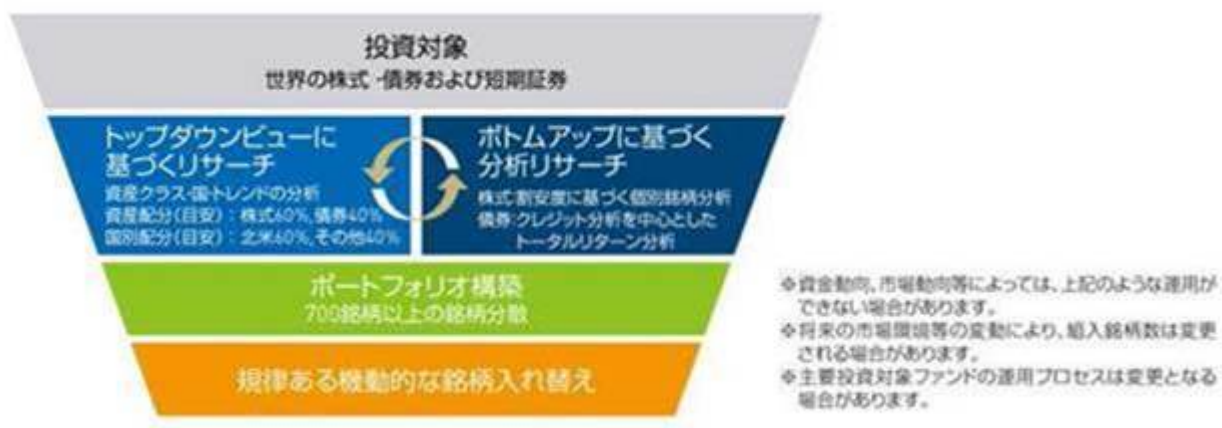 投資対象
世界の株式・債券および短期証券
トップダウンビューに
基づくリサーチ
資産クラス・国トレンドの分析
資産配分(目安)：株式60%,債券40%
国別配分(目安)：北米60%,その他40%
ボトムアップに基づく
分析リサーチ
株式:割安度に基づく個別銘柄分析
債券:クレジット分析を中心とした
トータルリターン分析
ポートフォリオ構築
700銘柄以上の銘柄分散
規律ある機動的な銘柄入れ替え
※資金動向、市場動向等によっては、上記のような運用が
できない場合があります。
※将来の市場環境等の変動により、組入銘柄数は変更
される場合があります。
※主要投資対象ファンドの運用プロセスは変更となる
場合があります。